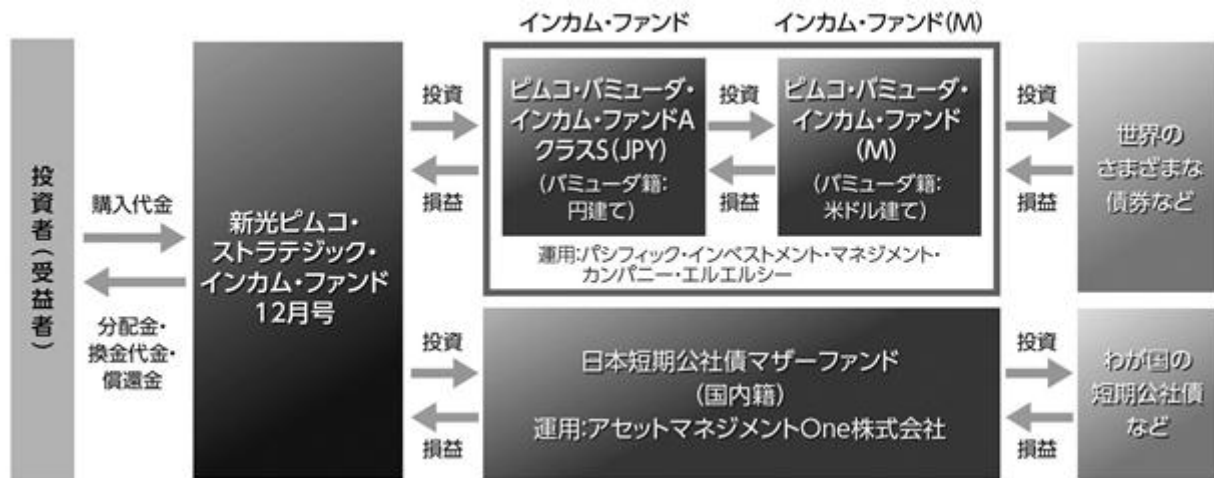 投資者（受益者）
購入代金
分配金・
換金代金・
償還金
新光ピムコ・
ストラテジック・
インカム・ファンド
12月号
投資
損益
インカム・ファンド
ピムコ・バミューダ・
インカム・ファンドA
クラスS（JPY）
（バミューダ籍：
円建て）
投資
損益
インカム・ファンド（M）
ピムコ・バミューダ・
インカム・ファンド
（M）
（バミューダ籍：
米ドル建て）
運用：パシフィック・インベストメント・マネジメント・
カンパニー・エルエルシー
投資
損益
世界の
さまざまな
債券など
投資
損益
日本短期公社債マザーファンド
（国内籍）
運用：アセットマネジメントOne株式会社
投資
損益
わが国の
短期公社債
など